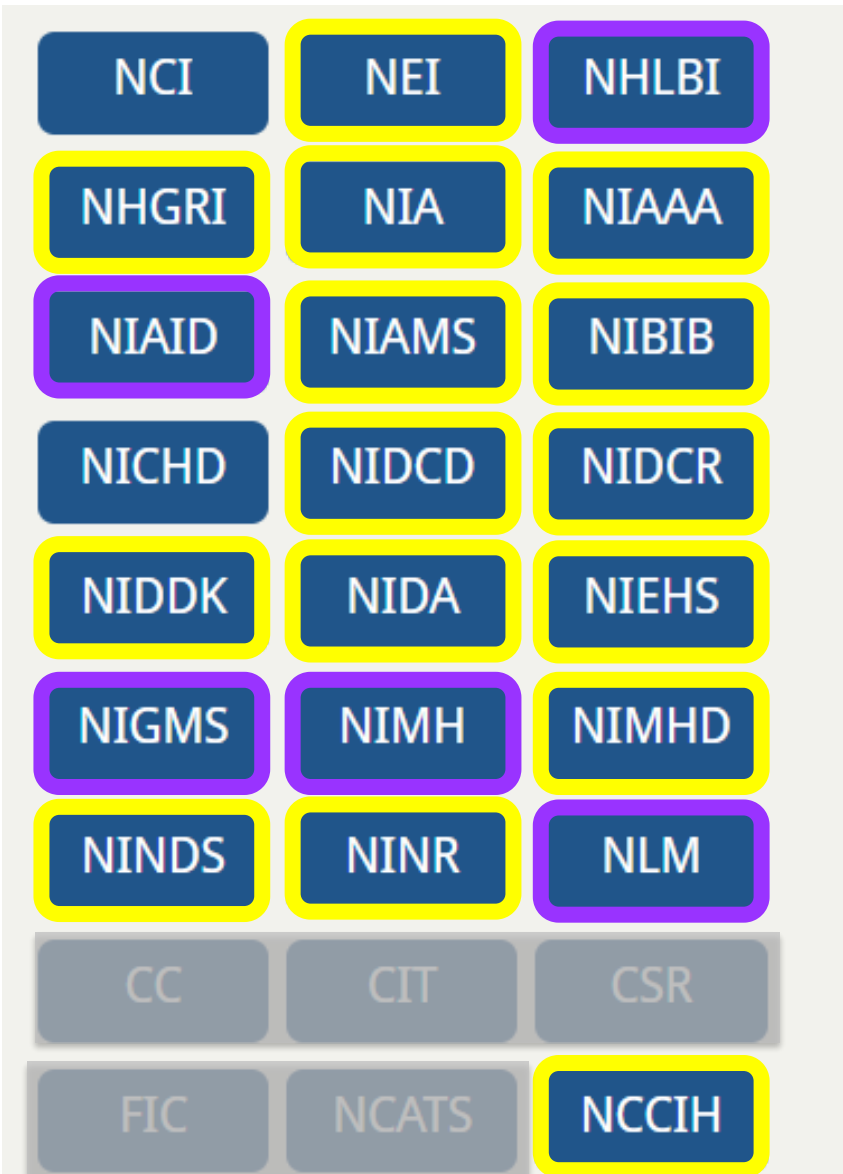 NCI NEI NHLBI
NHGRI NIA NIAAA
NIAID NIAMS NIBIB
NICHD NIDCD NIDCR
NIDDK NIDA NIEHS
NIGMS NIMH NIMHD
NINDS NINR NLM
CC CIT CSR
FIC NCATS NCCIH